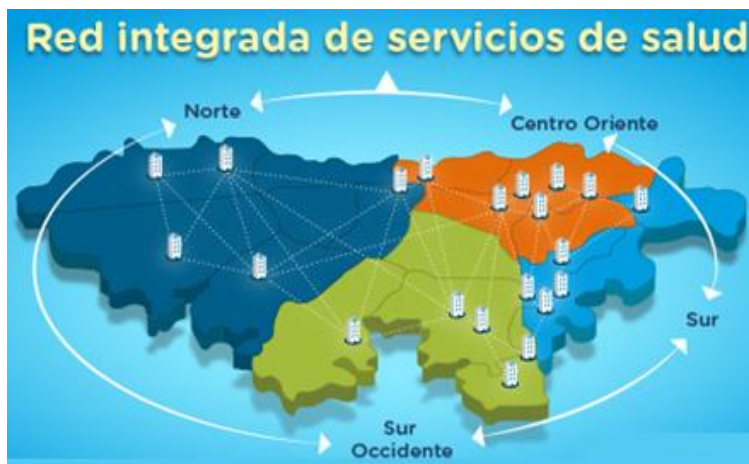 Red integrada de servicios de salud
Norte
Centro Oriente
Sur
Sur
Occidente